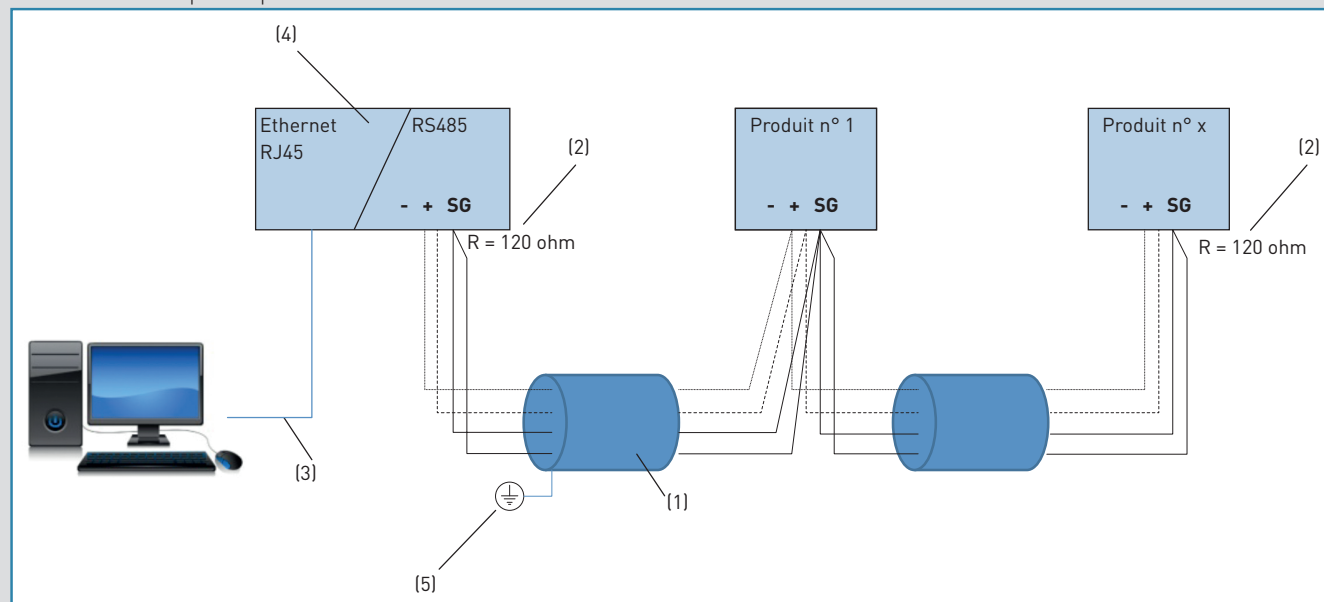 (4)
Ethernet
RJ45
RS485
- + SG
(2)
R = 120 ohm
Produit n° 1
- + SG
Produit n° x
- + SG
(2)
R = 120 ohm
(3)
(1)
(5)